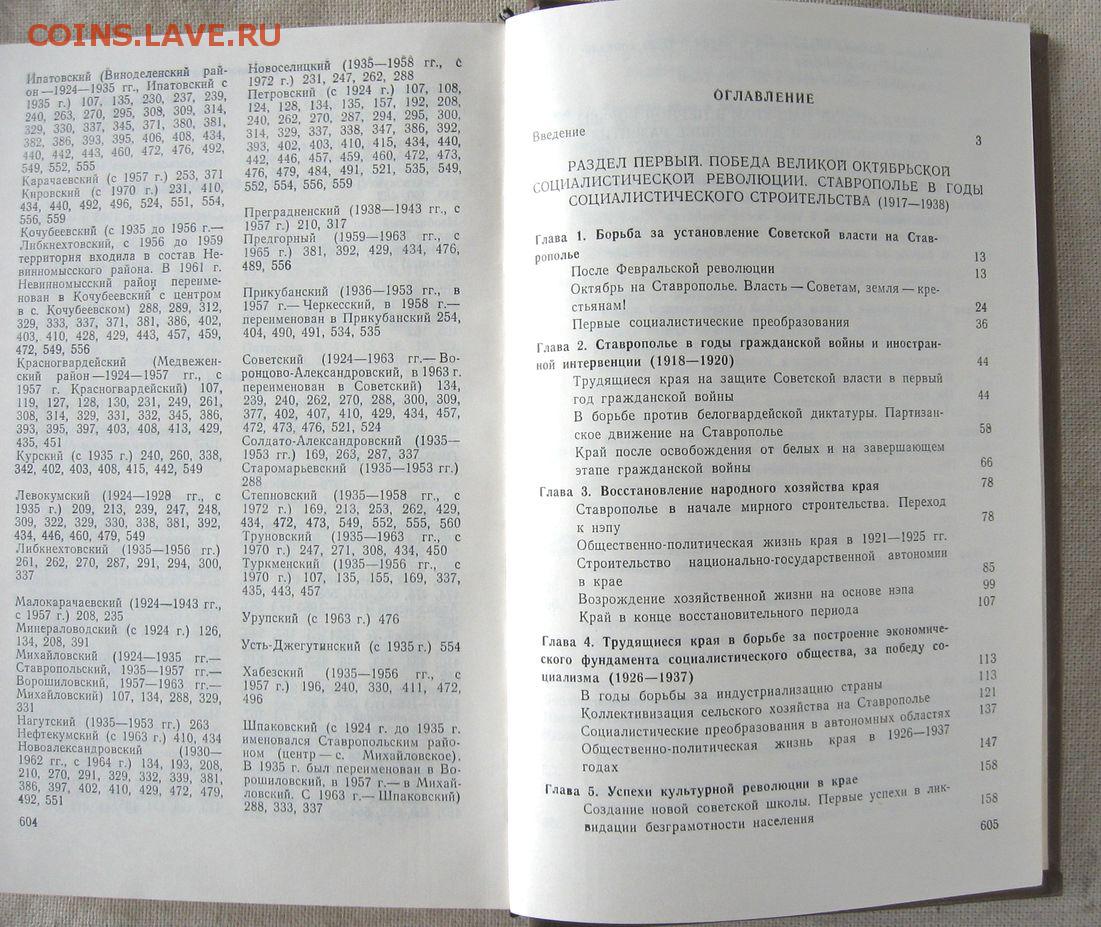 COINS.LAVE.RU
Ипатовский (Виноделенский рай-
он—1924—1935 гг., Ипатовский с
1935 г.) 107, 135, 230, 237, 239,
240, 263, 270, 295, 308, 309, 314,
329, 330, 337, 345, 371, 380, 381,
382, 386, 393, 395, 406, 408, 434,
440, 442, 443, 460, 472, 476, 492,
549, 552, 555
Карачаевский (с 1957 г.) 253, 371
Кировский (с 1970 г.) 231, 410,
434, 440, 492, 496, 524, 551, 554,
556, 559
Кочубеевский (с 1935 до 1956 г.—
Либкнехтовский, с 1956 до 1959
территория входила в состав Не-
винномысского района. В 1961 г.
Невинномысский район переиме-
нован в Кочубеевский с центром
в с. Кочубеевском) 288, 289, 312,
329, 333, 337, 371, 381, 386, 402,
403, 410, 428, 429, 443, 457, 459,
472, 549, 556
Красногвардейский (Медвежен-
ский район—1924—1957 гг., с
1957 г. Красногвардейский) 107,
119, 127, 128, 130, 231, 249, 261,
308, 314, 329, 331, 332, 345, 386,
393, 395, 397, 403, 408, 413, 429,
435, 451
Курский (с 1935 г.) 240, 260, 338,
342, 402, 403, 408, 415, 442, 549
Левокумский (1924—1928 гг., с
1935 г.) 209, 213, 239, 247, 248,
309, 322, 329, 330, 338, 381, 392,
434, 446, 460, 479, 549
Либкнехтовский (1935—1956 гг.)
261, 262, 270, 287, 291, 294, 300,
337
Малокарачаевский (1924—1943 гг.,
с 1957 г.) 208, 235
Минераловодский (с 1924 г.) 126,
134, 208, 391
Михайловский (1924—1935 гг.—
Ставропольский, 1935—1957 гг.—
Ворошиловский, 1957—1963 гг.—
Михайловский) 107, 134, 288, 329,
331
Нагутский (1935—1953 гг.) 263
Нефтекумский (с 1963 г.) 410, 434
Новоалександровский (1930—
1962 гг., с 1964 г.) 134, 193, 208,
210, 270, 291, 329, 332, 339, 381,
386, 397, 402, 410, 429, 472, 479,
492, 551
604
Новоселицкий (1935—1958 гг., с
1972 г.) 231, 247, 262, 288
Петровский (с 1924 г.) 107, 108,
124, 128, 134, 135, 157, 192, 208,
240, 262, 270, 287, 294, 295, 300,
314, 329, 337, 338, 386, 387, 392,
393, 402, 403, 410, 415, 434, 440,
442, 446, 457, 459, 460, 472, 473,
476, 479, 484, 491, 521, 535, 549,
552, 554, 556, 559
Преградненский (1938—1943 гг., с
1957 г.) 210, 317
Предгорный (1959—1963 гг., с
1965 г.) 381, 392, 429, 434, 476,
489, 556
Прикубанский (1936—1953 гг., в
1957 г.— Черкесский, в 1958 г.—
переименован в Прикубанский 254,
404, 490, 491, 534, 535
Советский (1924—1963 гг.—Во-
ронцово-Александровский, в 1963 г.
переименован в Советский) 134,
239, 240, 262, 270, 288, 300, 309,
377, 402, 407, 410, 429, 434, 457,
472, 473, 476, 521, 524
Солдато-Александровский (1935—
1953 гг.) 169, 263, 287, 337
Старомарьевский (1935—1953 гг.)
288
Степновский (1935—1958 гг., с
1972 г.) 169, 213, 253, 262, 429,
434, 472, 473, 549, 552, 555, 560
Труновский (1935—1963 гг., с
1970 г.) 247, 271, 308, 434, 450
Туркменский (1935—1956 гг., с
1970 г.) 107, 135, 155, 169, 337,
435, 443, 457
Урупский (с 1963 г.) 476
Усть-Джегутинский (с 1935 г.) 554
Хабезский (1935—1956 гг., с
1957 г.) 196, 240, 330, 411, 472,
496
Шпаковский (с 1924 г. до 1935 г.
именовался Ставропольским райо-
ном (центр—с. Михайловское).
В 1935 г. был переименован в Во-
рошиловский, в 1957 г.—в Михай-
ловский. С 1963 г.—Шпаковский)
288, 333, 337
ОГЛАВЛЕНИЕ
Введение 3
РАЗДЕЛ ПЕРВЫЙ. ПОБЕДА ВЕЛИКОЙ ОКТЯБРЬСКОЙ
СОЦИАЛИСТИЧЕСКОЙ РЕВОЛЮЦИИ. СТАВРОПОЛЬЕ В ГОДЫ
СОЦИАЛИСТИЧЕСКОГО СТРОИТЕЛЬСТВА (1917—1938)
Глава 1. Борьба за установление Советской власти на Став-
рополье 13
После Февральской революции 13
Октябрь на Ставрополье. Власть — Советам, земля — кре-
стьянам! 24
Первые социалистические преобразования 36
Глава 2. Ставрополье в годы гражданской войны и иностран-
ной интервенции (1918—1920) 44
Трудящиеся края на защите Советской власти в первый
год гражданской войны 44
В борьбе против белогвардейской диктатуры. Партизан-
ское движение на Ставрополье 58
Край после освобождения от белых и на завершающем
этапе гражданской войны 66
Глава 3. Восстановление народного хозяйства края 78
Ставрополье в начале мирного строительства. Переход
к нэпу 78
Общественно-политическая жизнь края в 1921—1925 гг.
Строительство национально-государственной автономии
в крае 85
Возрождение хозяйственной жизни на основе нэпа 99
Край в конце восстановительного периода 107
Глава 4. Трудящиеся края в борьбе за построение экономиче-
ского фундамента социалистического общества, за победу со-
циализма (1926—1937) 113
В годы борьбы за индустриализацию страны 113
Коллективизация сельского хозяйства на Ставрополье 121
Социалистические преобразования в автономных областях 137
Общественно-политическая жизнь края в 1926—1937
годах 147
Глава 5. Успехи культурной революции в крае 158
Создание новой советской школы. Первые успехи в лик-
видации безграмотности населения 158
605